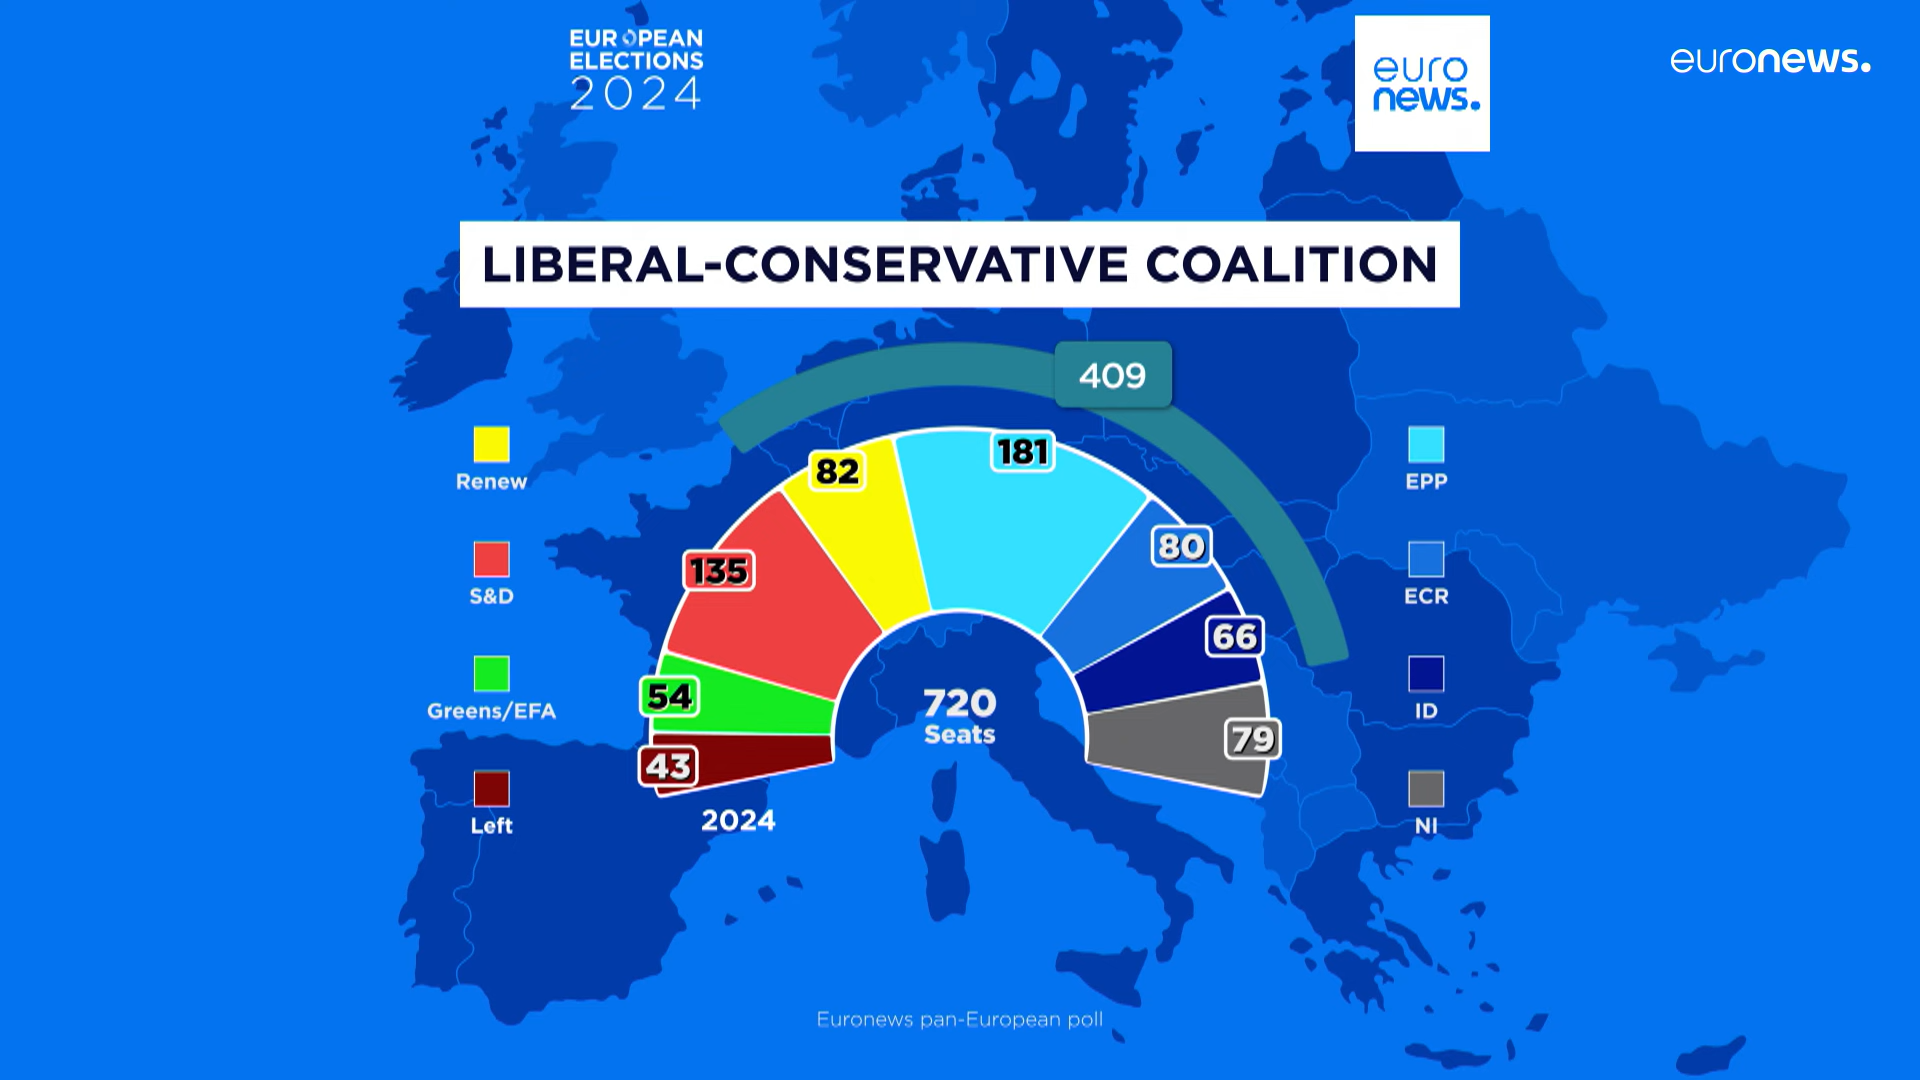 EUROPEAN
ELECTIONS
2024
euro
news.
euronews.
LIBERAL-CONSERVATIVE COALITION
409
181
82
80
135
66
54
79
43
720
Seats
2024
Renew
S&D
Greens/EFA
Left
EPP
ECR
ID
NI
Euronews pan-European poll